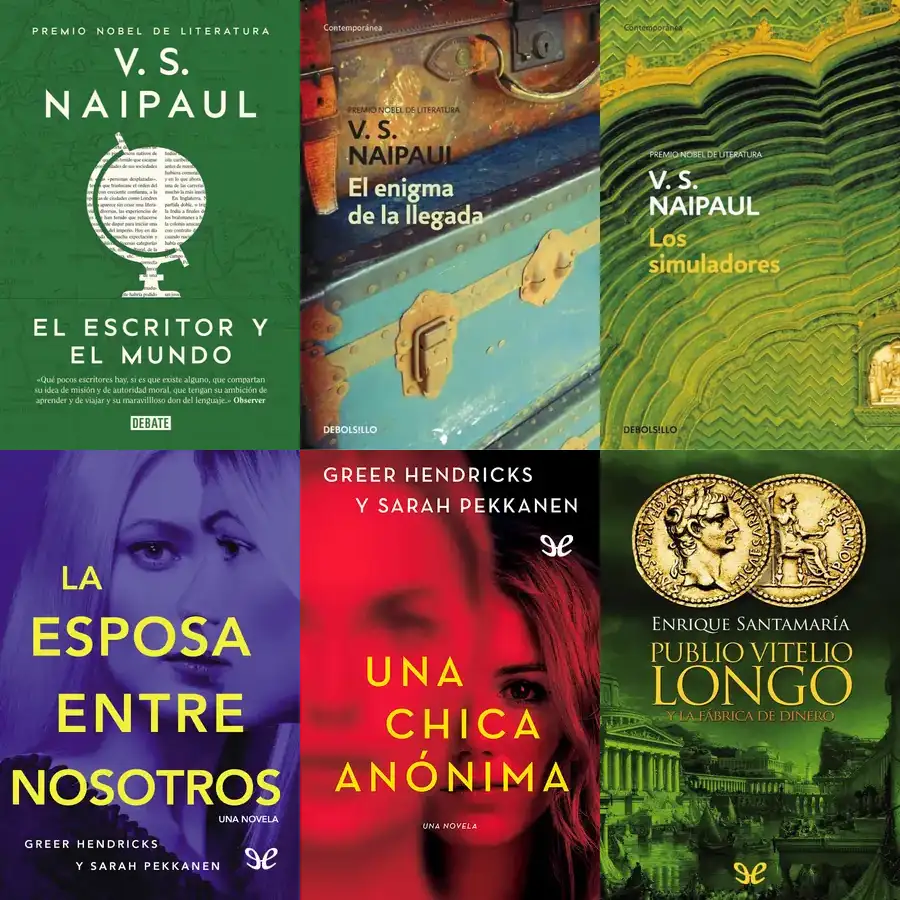 PREMIO NOBEL DE LITERATURA
V. S.
NAIPAUL
EL ESCRITOR Y
EL MUNDO
«Qué pocos escritores hay, si es que existe alguno, que compartan
su idea de misión y de autoridad moral, que tengan su ambición de
aprender y de viajar y su maravilloso don del lenguaje.» Observer
DEBATE
Contemporánea
PREMIO NOBEL DE LITERATURA
V. S.
NAIPAUL
El enigma
de la llegada
DEBOLS!LLO
Contemporánea
PREMIO NOBEL DE LITERATURA
V. S.
NAIPAUL
Los
simuladores
DEBOLS!LLO
LA
ESPOSA
ENTRE
NOSOTROS
UNA NOVELA
GREER HENDRICKS
Y SARAH PEKKANEN
GREER HENDRICKS
Y SARAH PEKKANEN
UNA
CHICA
ANÓNIMA
UNA NOVELA
ENRIQUE SANTAMARÍA
PUBLIO VITELIO
LONGO
Y LA FÁBRICA DE DINERO